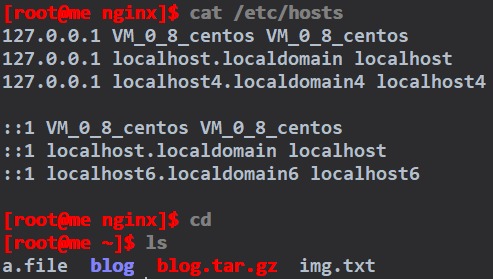 [root@me nginx]$ cat /etc/hosts
127.0.0.1 VM_0_8_centos VM_0_8_centos
127.0.0.1 localhost.localdomain localhost
127.0.0.1 localhost4.localdomain4 localhost4
::1 VM_0_8_centos VM_0_8_centos
::1 localhost.localdomain localhost
::1 localhost6.localdomain6 localhost6
[root@me nginx]$ cd
[root@me ~]$ ls
a.file  blog  blog.tar.gz  img.txt